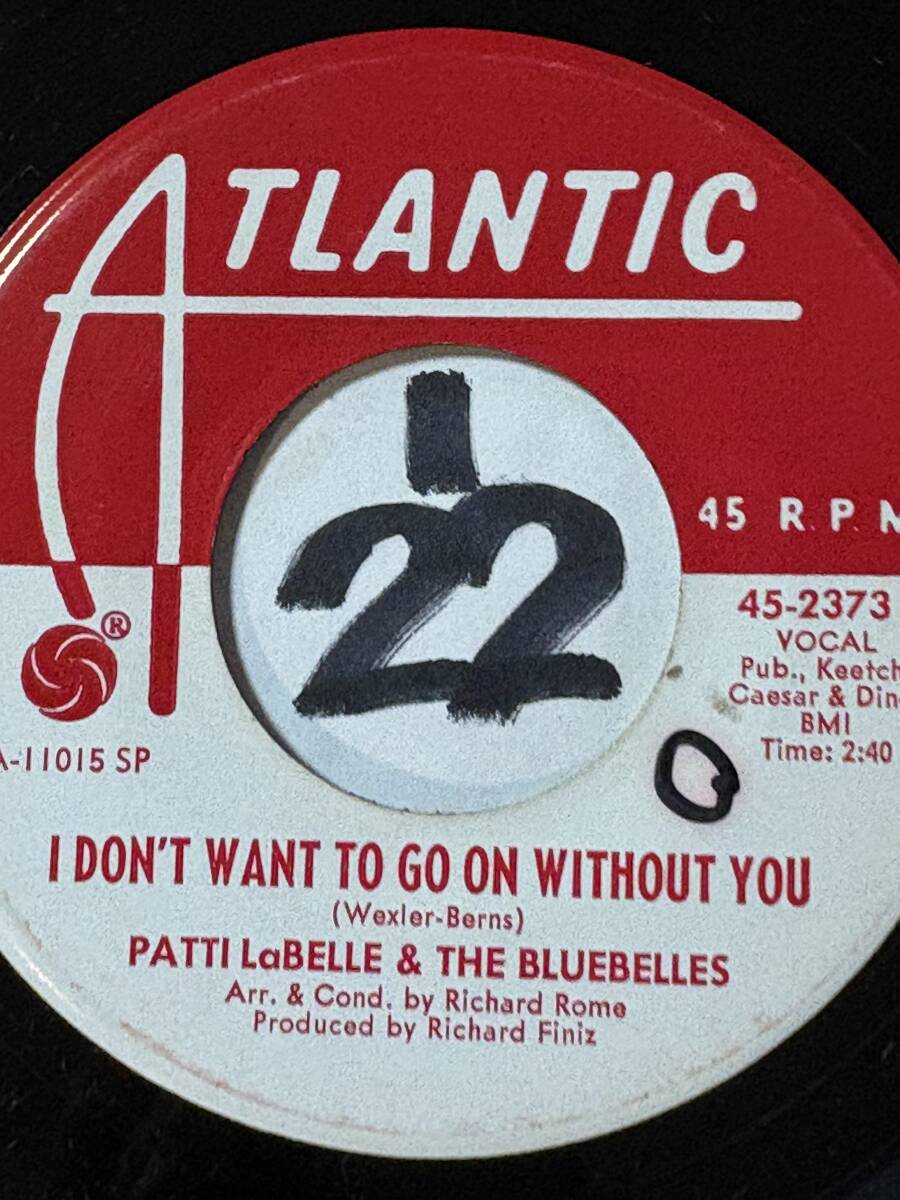 ATLANTIC
1
22
45 R.P.M
45-2373
VOCAL
Pub., Keetch
Caesar & Din
BMI
Time: 2:40
®
A-11015 SP
O
I DON'T WANT TO GO ON WITHOUT YOU
(Wexler-Berns)
PATTI LaBELLE & THE BLUEBELLES
Arr. & Cond. by Richard Rome
Produced by Richard Finiz